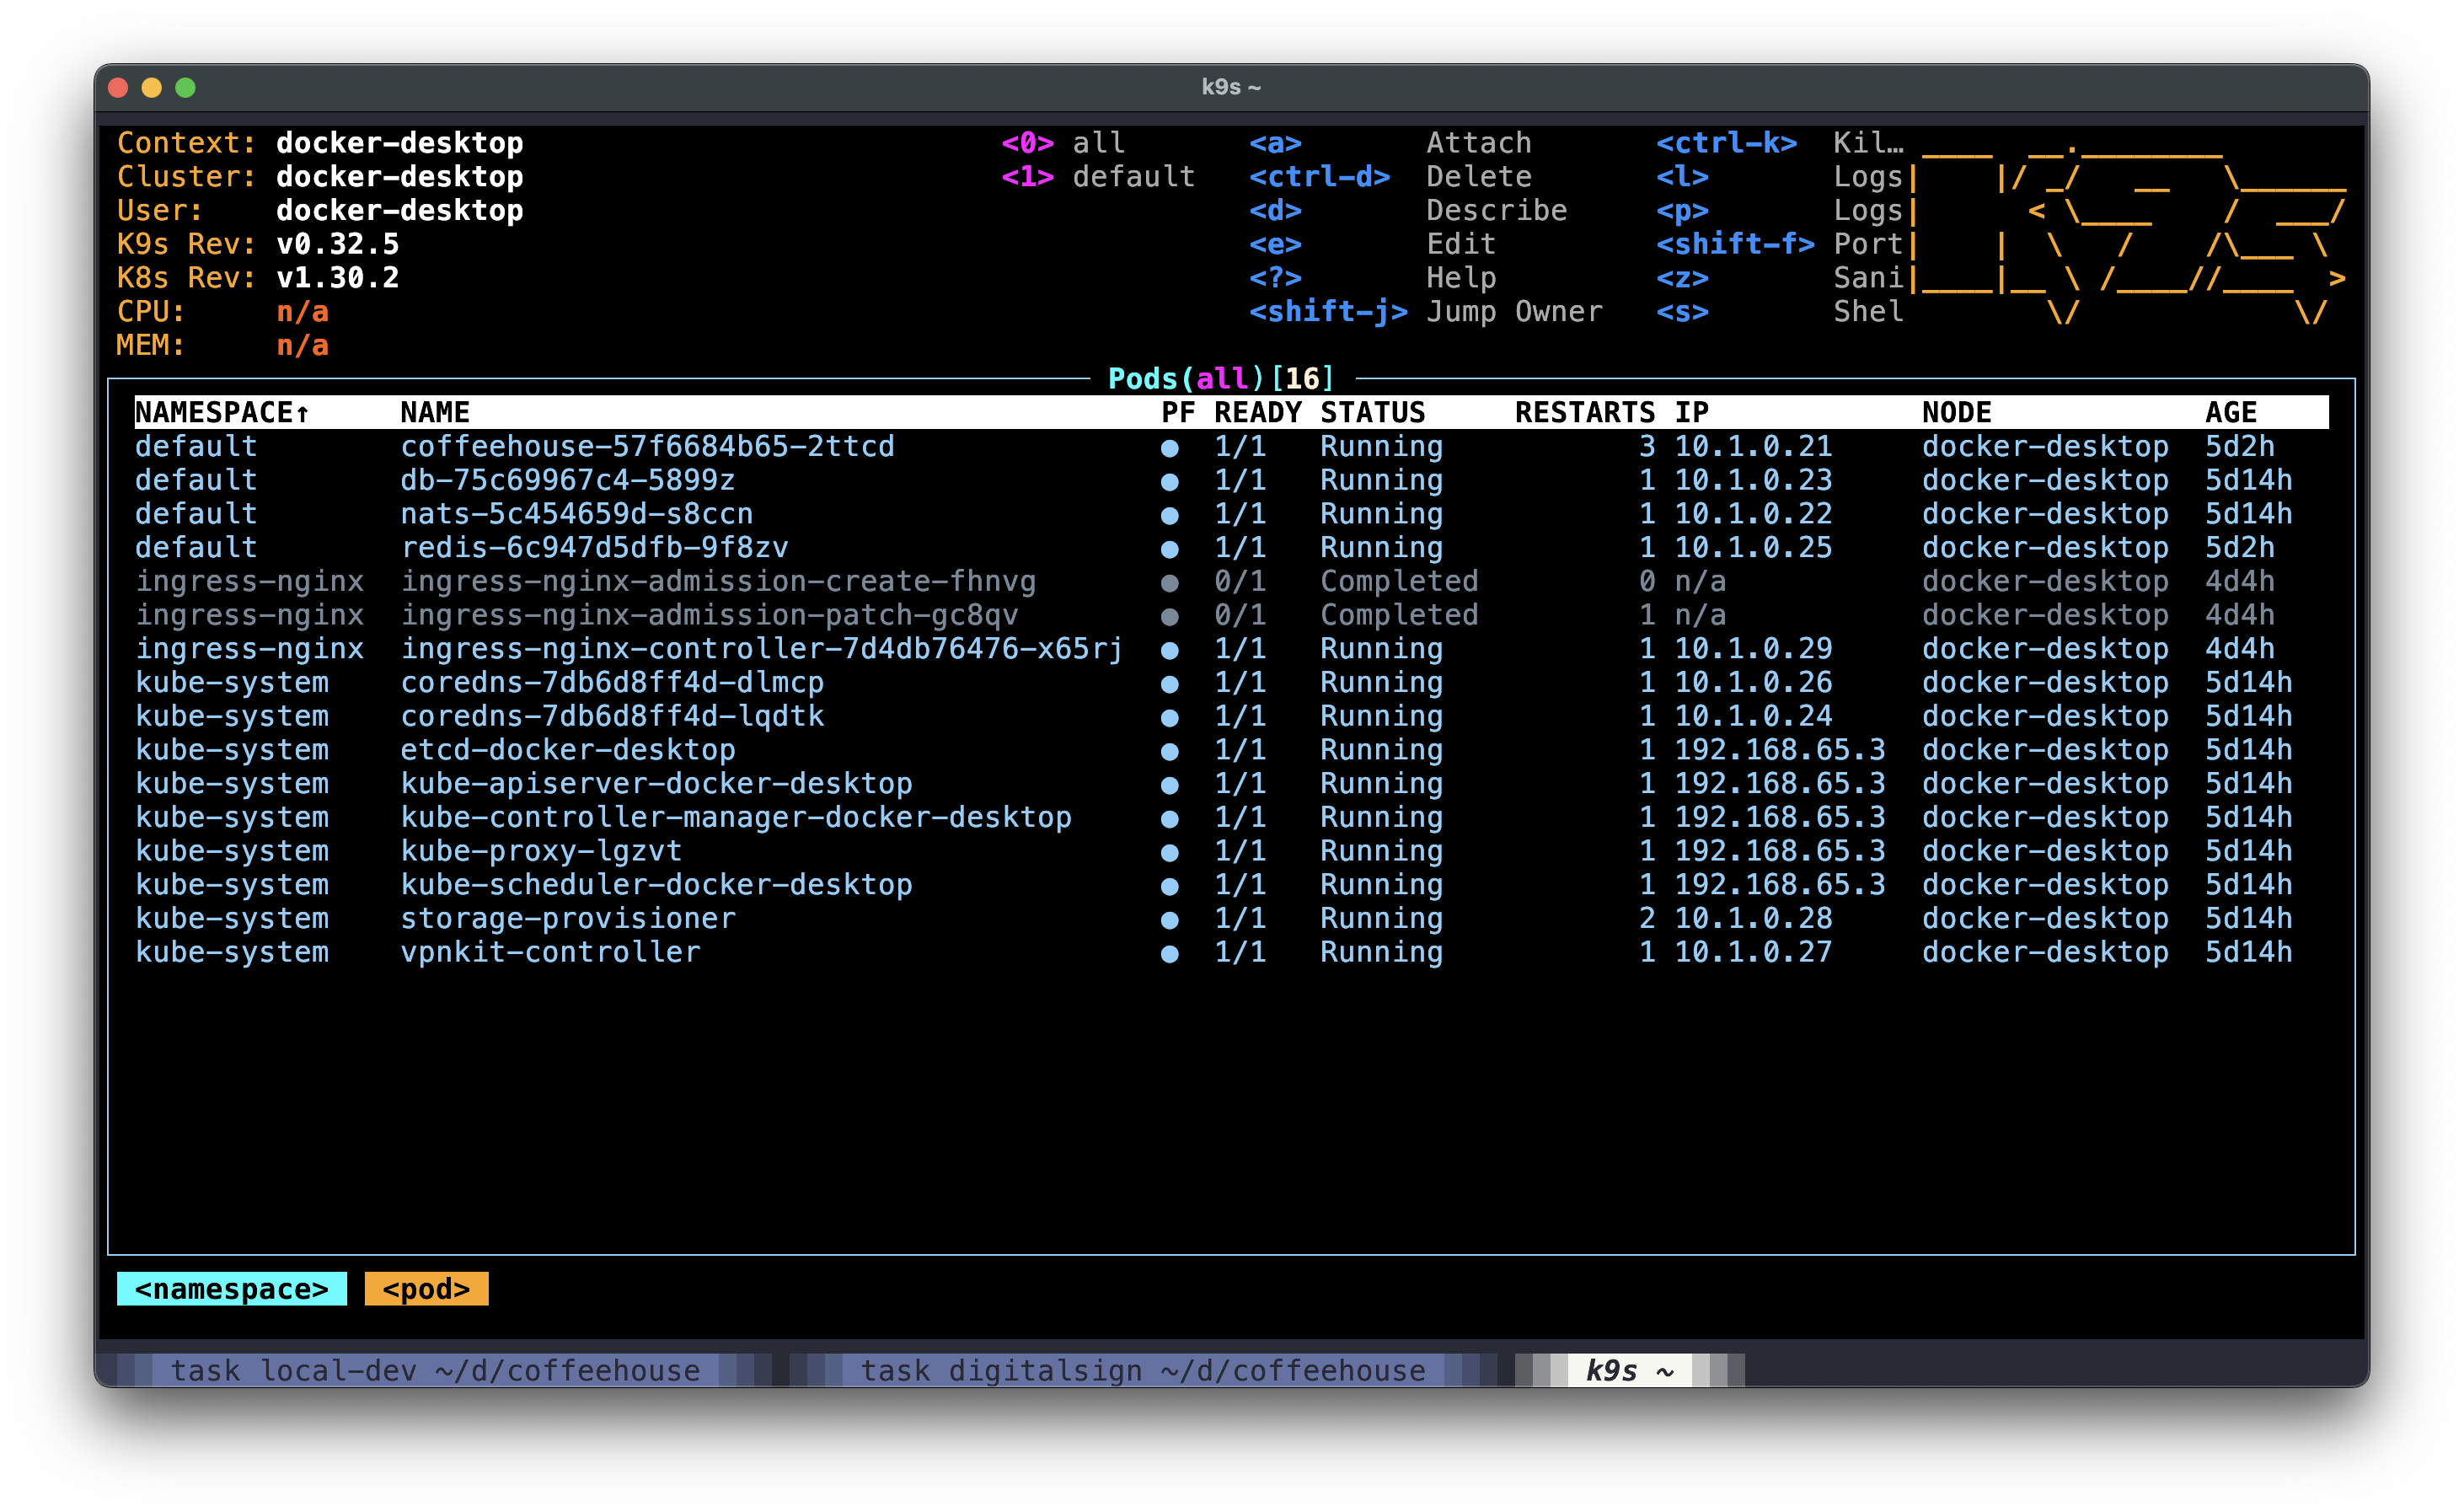 k9s ~
Context: docker-desktop <0> all <a> Attach <ctrl-k> Kil…
Cluster: docker-desktop <1> default <ctrl-d> Delete <l> Logs
User: docker-desktop <d> Describe <p> Logs
K9s Rev: v0.32.5 <e> Edit <shift-f> Port
K8s Rev: v1.30.2 <?> Help <z> Sani
CPU: n/a <shift-j> Jump Owner <s> Shel
MEM: n/a
Pods(all)[16]
NAMESPACE↑ NAME PF READY STATUS RESTARTS IP NODE AGE
default coffeehouse-57f6684b65-2ttcd ● 1/1 Running 3 10.1.0.21 docker-desktop 5d2h
default db-75c69967c4-5899z ● 1/1 Running 1 10.1.0.23 docker-desktop 5d14h
default nats-5c454659d-s8ccn ● 1/1 Running 1 10.1.0.22 docker-desktop 5d14h
default redis-6c947d5dfb-9f8zv ● 1/1 Running 1 10.1.0.25 docker-desktop 5d2h
ingress-nginx ingress-nginx-admission-create-fhnvg ● 0/1 Completed 0 n/a docker-desktop 4d4h
ingress-nginx ingress-nginx-admission-patch-gc8qv ● 0/1 Completed 1 n/a docker-desktop 4d4h
ingress-nginx ingress-nginx-controller-7d4db76476-x65rj ● 1/1 Running 1 10.1.0.29 docker-desktop 4d4h
kube-system coredns-7db6d8ff4d-dlmcp ● 1/1 Running 1 10.1.0.26 docker-desktop 5d14h
kube-system coredns-7db6d8ff4d-lqdtk ● 1/1 Running 1 10.1.0.24 docker-desktop 5d14h
kube-system etcd-docker-desktop ● 1/1 Running 1 192.168.65.3 docker-desktop 5d14h
kube-system kube-apiserver-docker-desktop ● 1/1 Running 1 192.168.65.3 docker-desktop 5d14h
kube-system kube-controller-manager-docker-desktop ● 1/1 Running 1 192.168.65.3 docker-desktop 5d14h
kube-system kube-proxy-lgzvt ● 1/1 Running 1 192.168.65.3 docker-desktop 5d14h
kube-system kube-scheduler-docker-desktop ● 1/1 Running 1 192.168.65.3 docker-desktop 5d14h
kube-system storage-provisioner ● 1/1 Running 2 10.1.0.28 docker-desktop 5d14h
kube-system vpnkit-controller ● 1/1 Running 1 10.1.0.27 docker-desktop 5d14h
<namespace> <pod>
task local-dev ~/d/coffeehouse task digitalsign ~/d/coffeehouse k9s ~